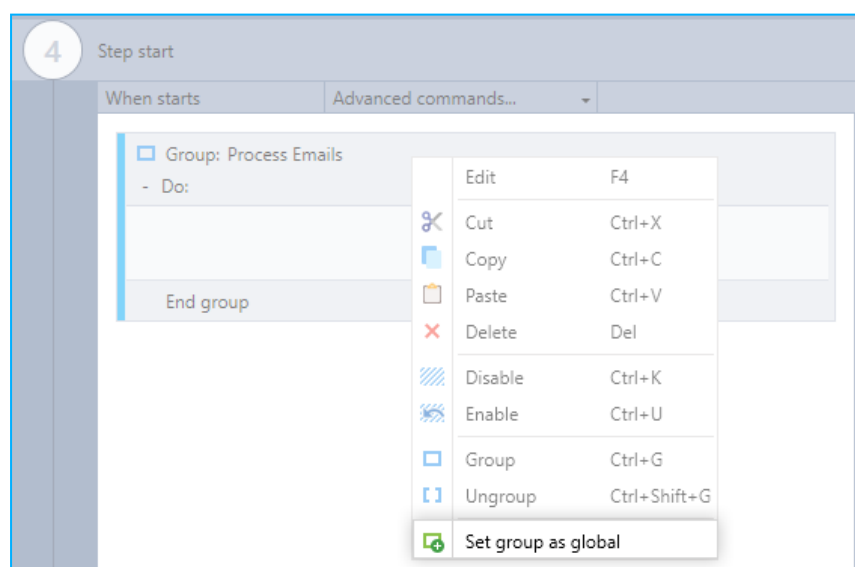 4 Step start
When starts Advanced commands...
Group: Process Emails
- Do:
End group
Edit F4
Cut Ctrl+X
Copy Ctrl+C
Paste Ctrl+V
Delete Del
Disable Ctrl+K
Enable Ctrl+U
Group Ctrl+G
Ungroup Ctrl+Shift+G
Set group as global